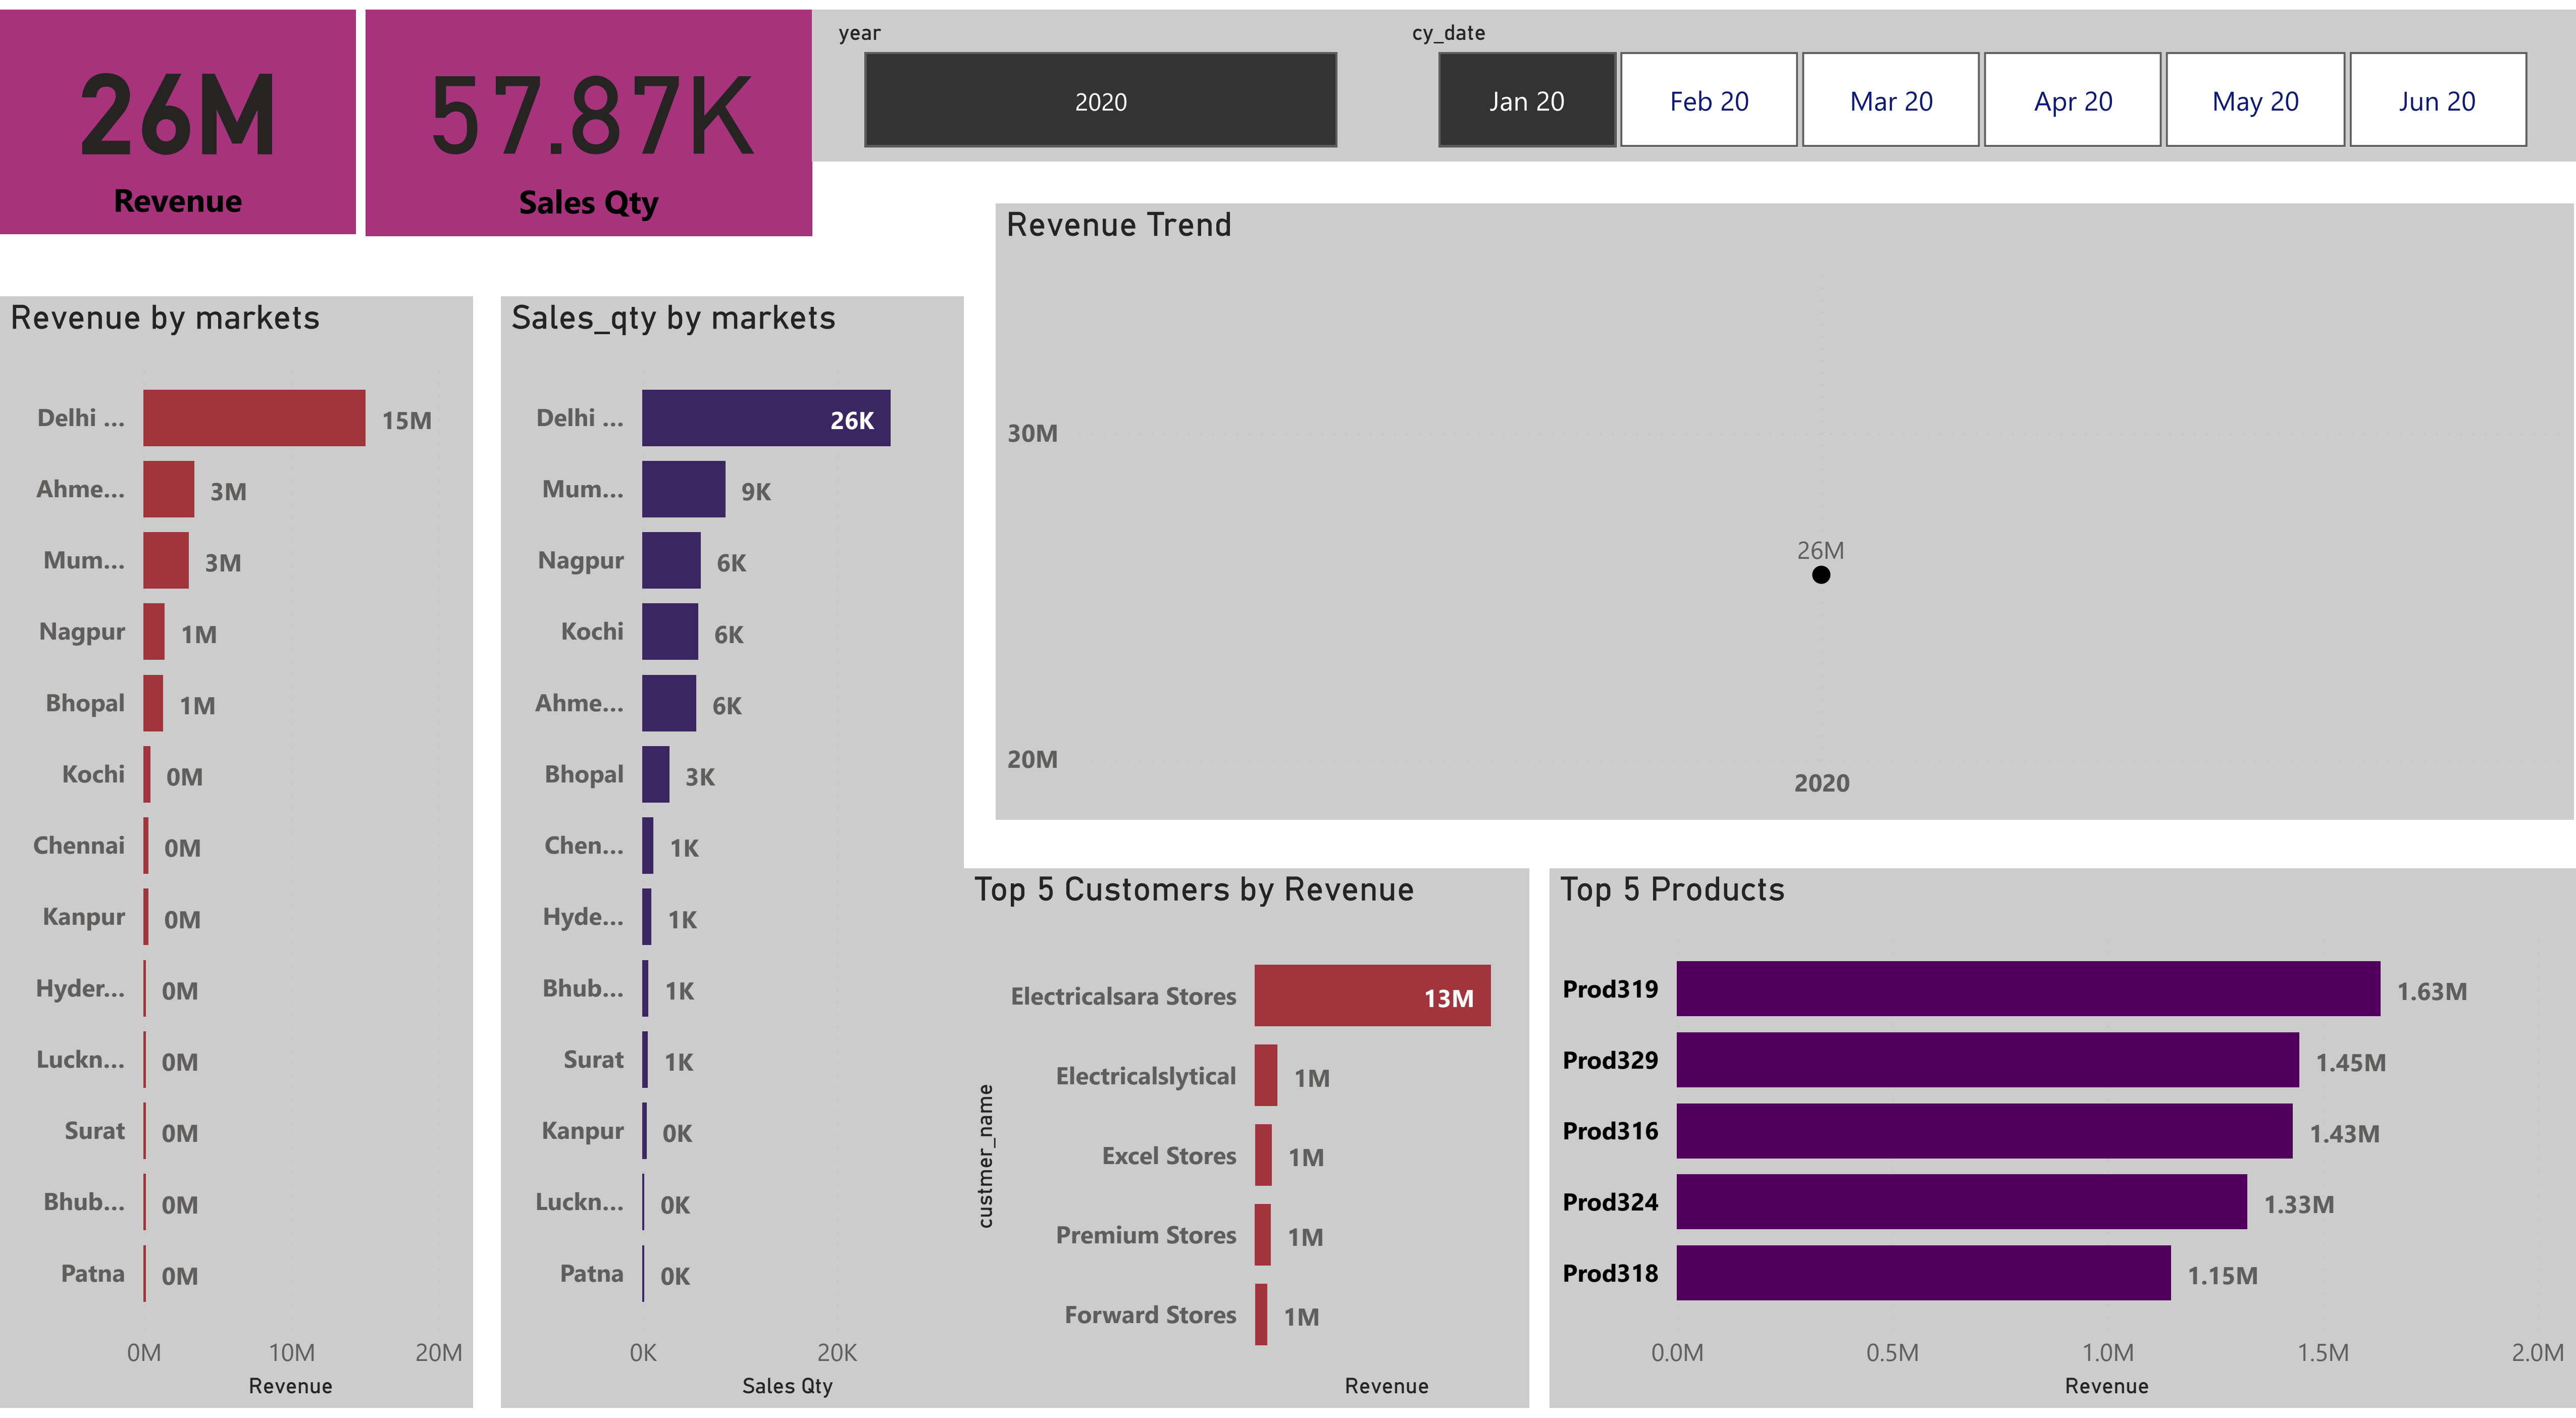 26M
Revenue
57.87K
Sales Qty
year
2020
cy_date
Jan 20
Feb 20
Mar 20
Apr 20
May 20
Jun 20
Revenue Trend
30M
20M
26M
2020
Revenue by markets
Delhi ... 15M
Ahme... 3M
Mum... 3M
Nagpur 1M
Bhopal 1M
Kochi 0M
Chennai 0M
Kanpur 0M
Hyder... 0M
Luckn... 0M
Surat 0M
Bhub... 0M
Patna 0M
0M 10M 20M
Revenue
Sales_qty by markets
Delhi ... 26K
Mum... 9K
Nagpur 6K
Kochi 6K
Ahme... 6K
Bhopal 3K
Chen... 1K
Hyde... 1K
Bhub... 1K
Surat 1K
Kanpur 0K
Luckn... 0K
Patna 0K
0K 20K
Sales Qty
Top 5 Customers by Revenue
custmer_name
Electricalsara Stores 13M
Electricalslytical 1M
Excel Stores 1M
Premium Stores 1M
Forward Stores 1M
Revenue
Top 5 Products
Prod319 1.63M
Prod329 1.45M
Prod316 1.43M
Prod324 1.33M
Prod318 1.15M
0.0M 0.5M 1.0M 1.5M 2.0M
Revenue